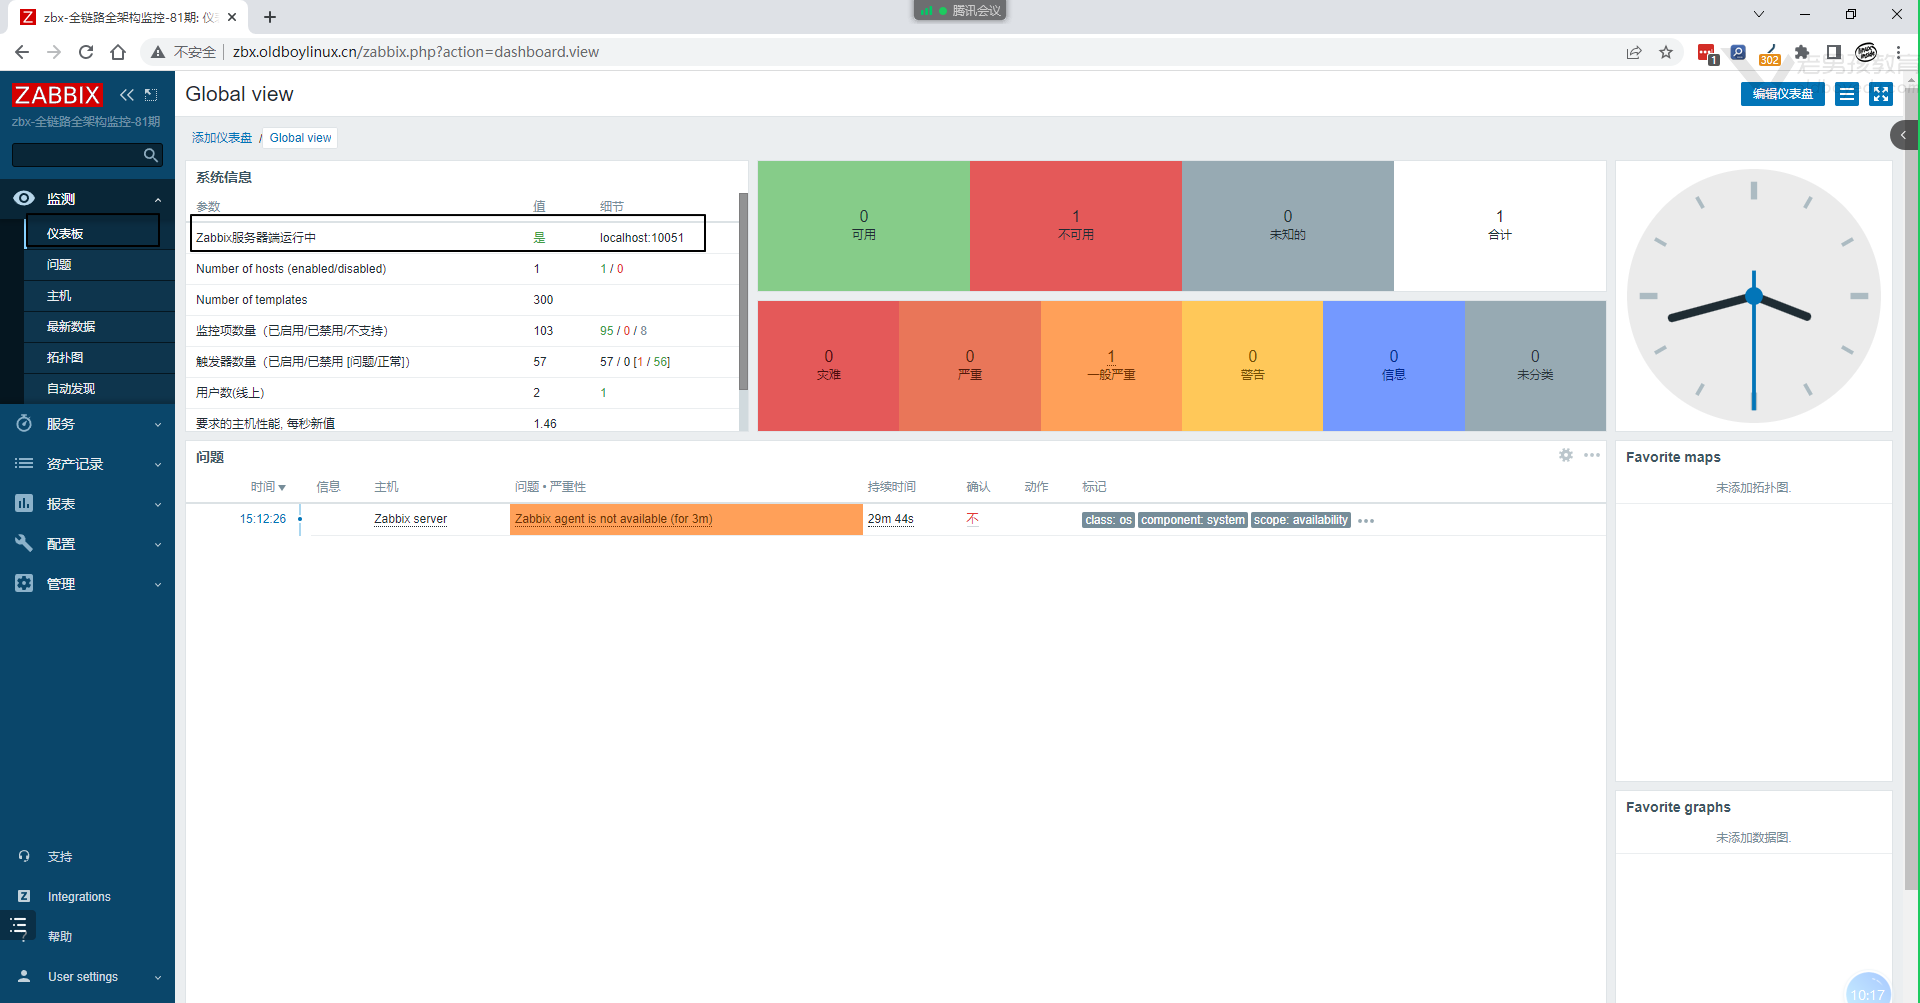 腾讯会议
zbx-全链路全架构监控-81期: 仪
不安全 zbx.oldboylinux.cn/zabbix.php?action=dashboard.view
1
302
老男孩教育
ZABBIX
zbx-全链路全架构监控-81期
监测
仪表板
问题
主机
最新数据
拓扑图
自动发现
服务
资产记录
报表
配置
管理
支持
Integrations
帮助
User settings
Global view
编辑仪表盘
添加仪表盘 / Global view
系统信息
参数 值 细节
Zabbix服务器端运行中 是 localhost:10051
Number of hosts (enabled/disabled) 1 1 / 0
Number of templates 300
监控项数量（已启用/已禁用/不支持） 103 95 / 0 / 8
触发器数量（已启用/已禁用 [问题/正常]） 57 57 / 0 [1 / 56]
用户数(线上) 2 1
要求的主机性能, 每秒新值 1.46
0 1 0 1
可用 不可用 未知的 合计
0 0 1 0 0 0
灾难 严重 一般严重 警告 信息 未分类
问题
时间 信息 主机 问题 • 严重性 持续时间 确认 动作 标记
15:12:26 Zabbix server Zabbix agent is not available (for 3m) 29m 44s 不 class: os component: system scope: availability
Favorite maps
未添加拓扑图.
Favorite graphs
未添加数据图.
10:17